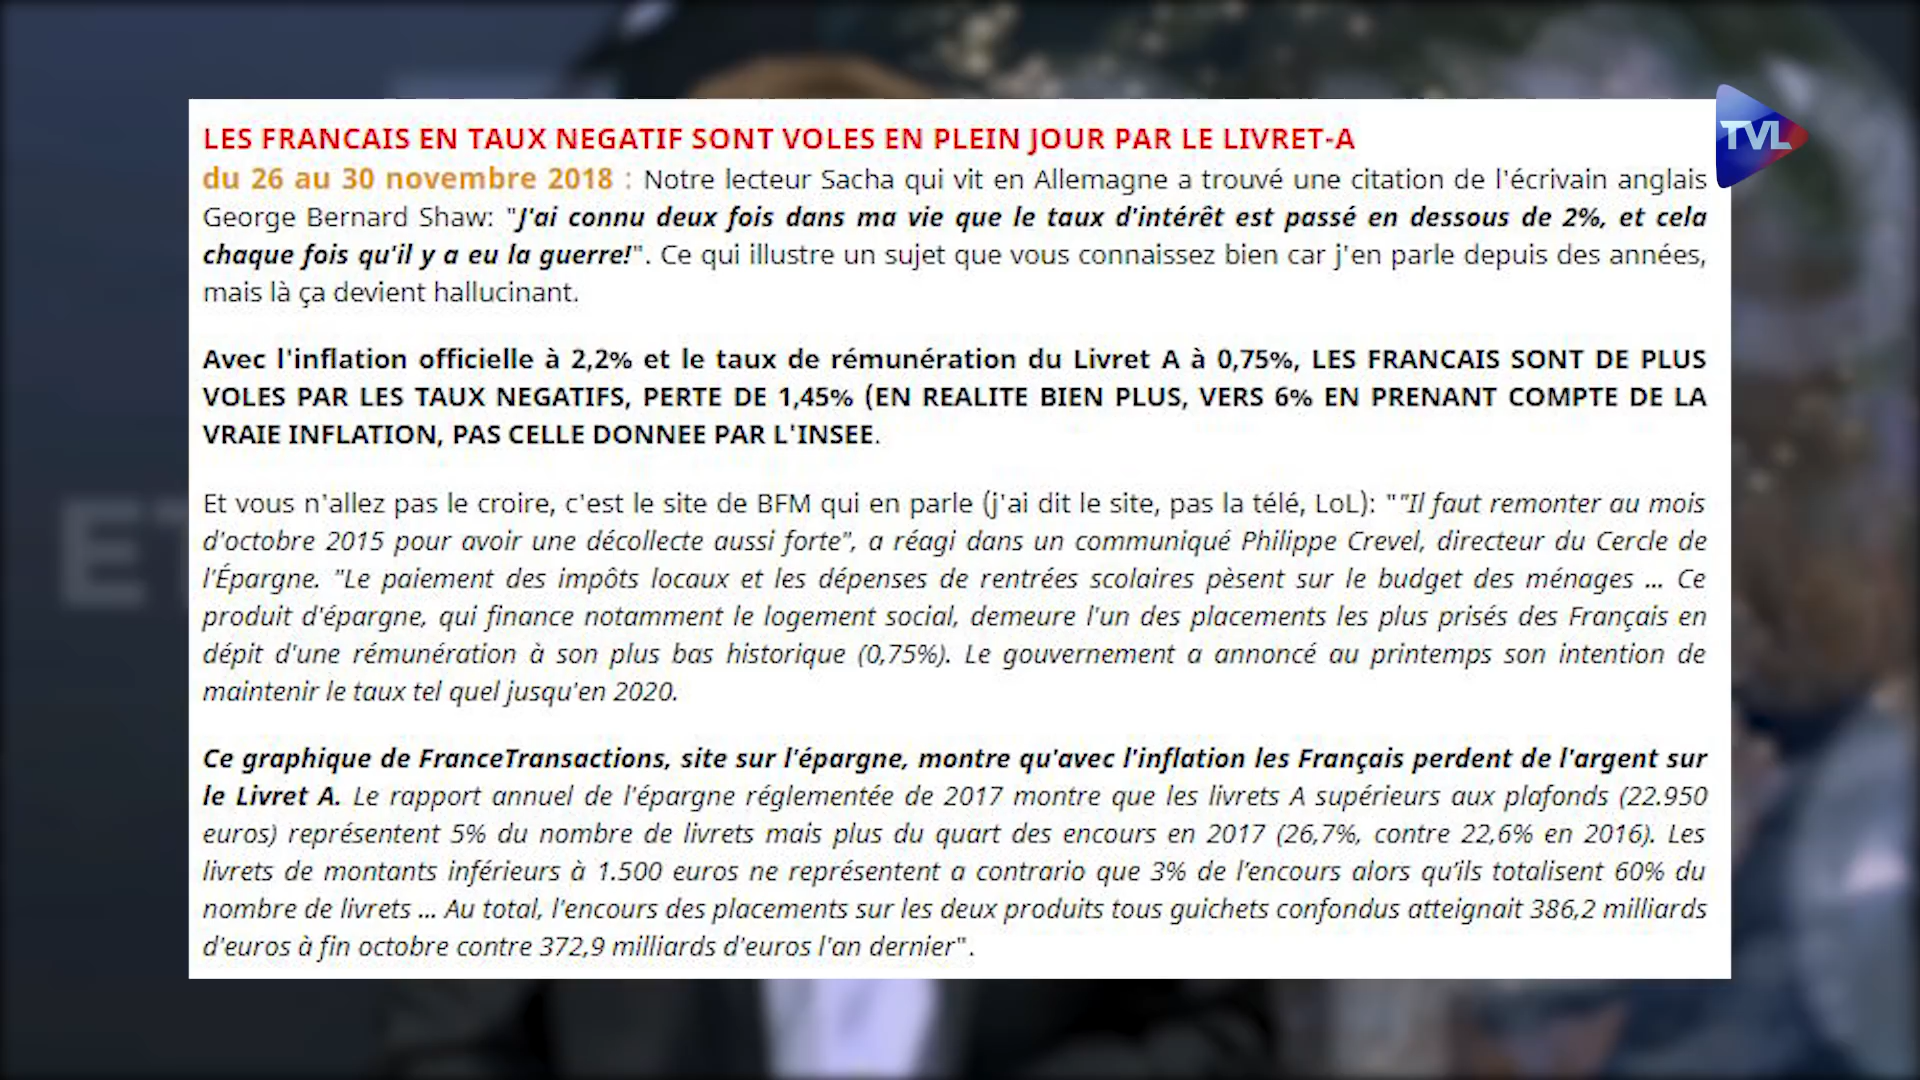 LES FRANCAIS EN TAUX NEGATIF SONT VOLES EN PLEIN JOUR PAR LE LIVRET-A
TVL
du 26 au 30 novembre 2018 : Notre lecteur Sacha qui vit en Allemagne a trouvé une citation de l'écrivain anglais
George Bernard Shaw: "J'ai connu deux fois dans ma vie que le taux d'intérêt est passé en dessous de 2%, et cela
chaque fois qu'il y a eu la guerre!". Ce qui illustre un sujet que vous connaissez bien car j'en parle depuis des années,
mais là ça devient hallucinant.
Avec l'inflation officielle à 2,2% et le taux de rémunération du Livret A à 0,75%, LES FRANCAIS SONT DE PLUS
VOLES PAR LES TAUX NEGATIFS, PERTE DE 1,45% (EN REALITE BIEN PLUS, VERS 6% EN PRENANT COMPTE DE LA
VRAIE INFLATION, PAS CELLE DONNEE PAR L'INSEE.
Et vous n'allez pas le croire, c'est le site de BFM qui en parle (j'ai dit le site, pas la télé, LoL): ""Il faut remonter au mois
d'octobre 2015 pour avoir une décollecte aussi forte", a réagi dans un communiqué Philippe Crevel, directeur du Cercle de
l'Épargne. "Le paiement des impôts locaux et les dépenses de rentrées scolaires pèsent sur le budget des ménages ... Ce
produit d'épargne, qui finance notamment le logement social, demeure l'un des placements les plus prisés des Français en
dépit d'une rémunération à son plus bas historique (0,75%). Le gouvernement a annoncé au printemps son intention de
maintenir le taux tel quel jusqu'en 2020.
Ce graphique de FranceTransactions, site sur l'épargne, montre qu'avec l'inflation les Français perdent de l'argent sur
le Livret A. Le rapport annuel de l'épargne réglementée de 2017 montre que les livrets A supérieurs aux plafonds (22.950
euros) représentent 5% du nombre de livrets mais plus du quart des encours en 2017 (26,7%, contre 22,6% en 2016). Les
livrets de montants inférieurs à 1.500 euros ne représentent a contrario que 3% de l’encours alors qu’ils totalisent 60% du
nombre de livrets ... Au total, l'encours des placements sur les deux produits tous guichets confondus atteignait 386,2 milliards
d'euros à fin octobre contre 372,9 milliards d'euros l'an dernier".